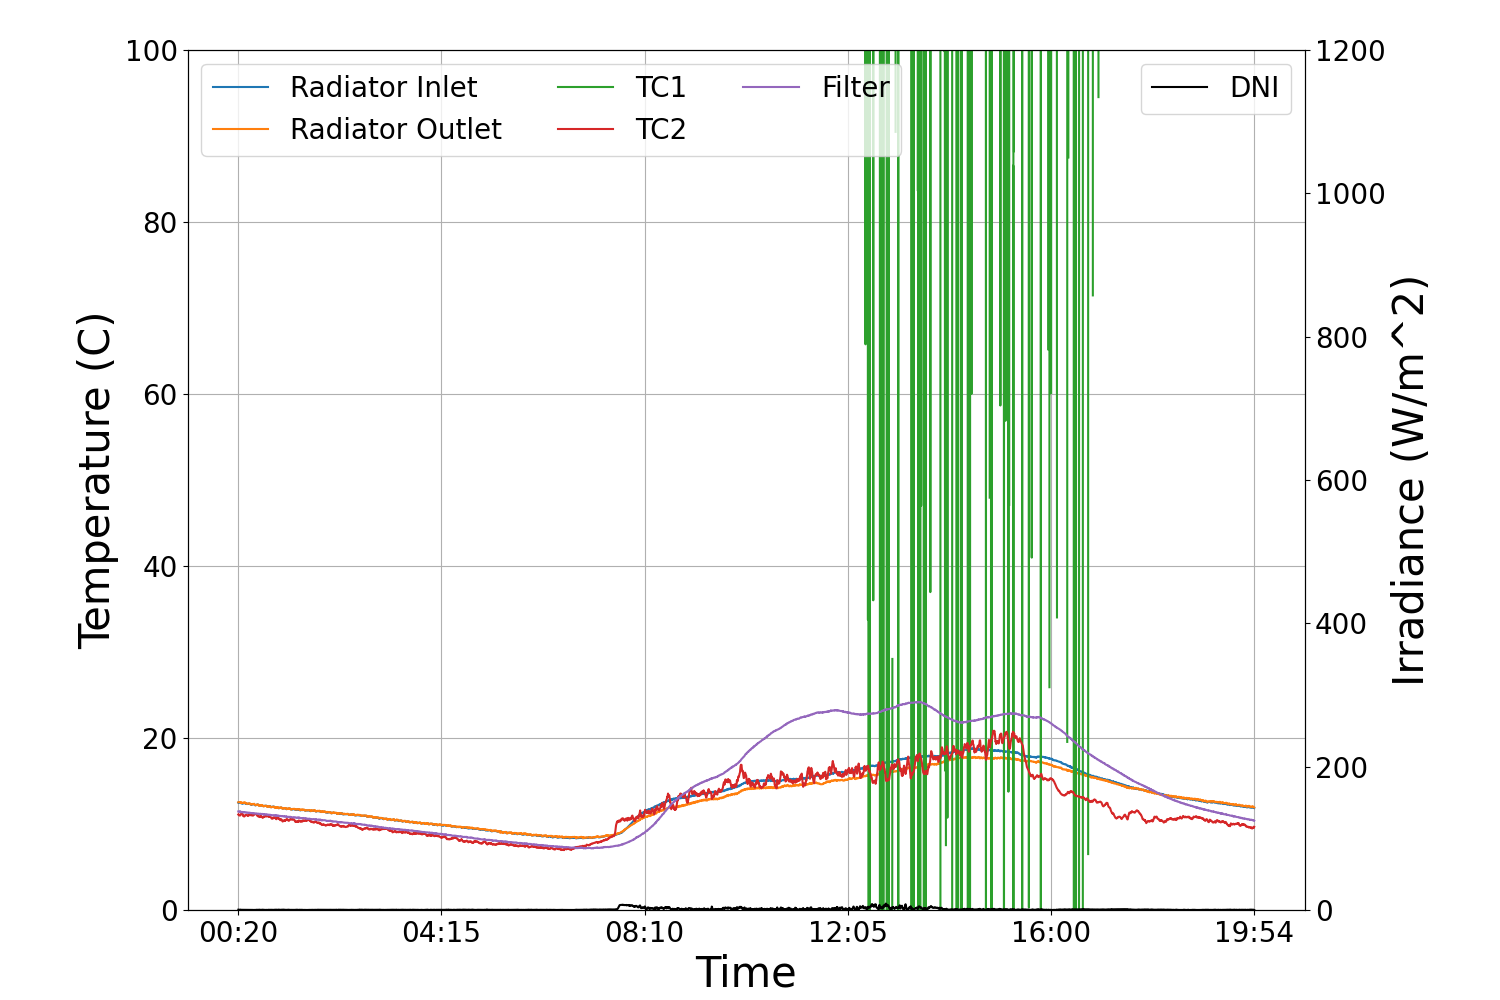 100
80
60
40
20
0
Temperature (C)
Radiator Inlet
Radiator Outlet
TC1
TC2
Filter
DNI
1200
1000
800
600
400
200
0
Irradiance (W/m^2)
00:20 04:15 08:10 12:05 16:00 19:54
Time